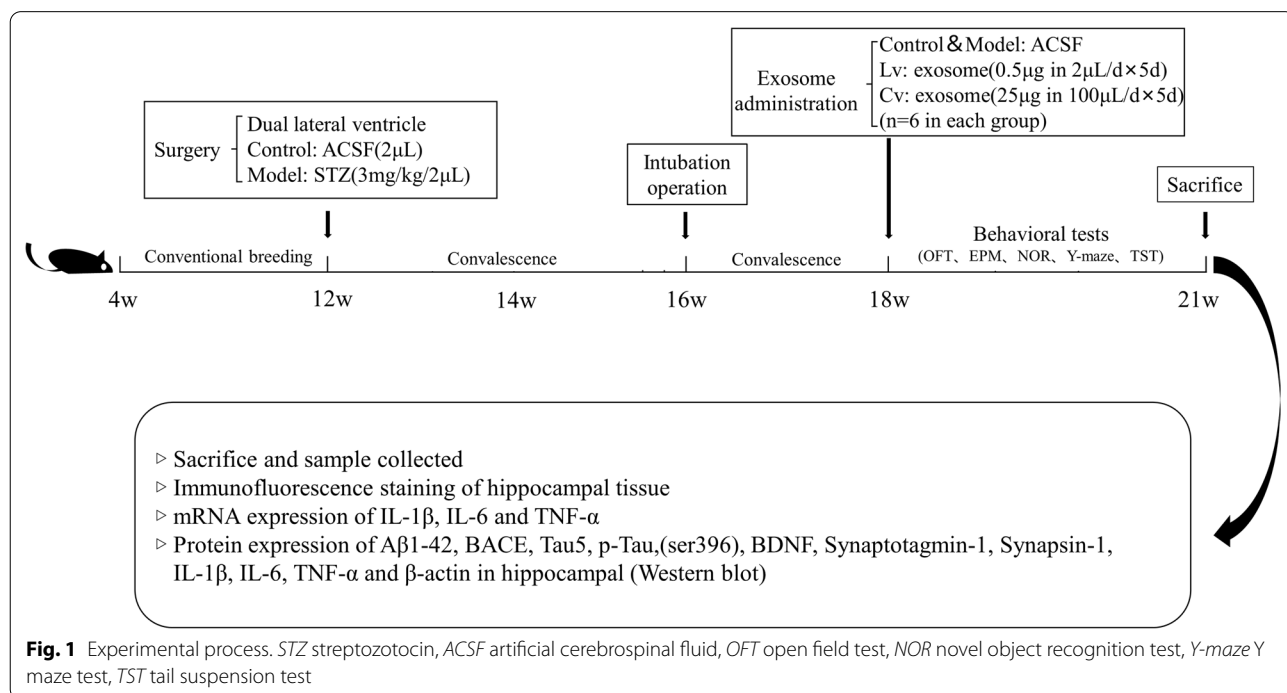 Surgery
Dual lateral ventricle
Control: ACSF(2μL)
Model: STZ(3mg/kg/2μL)
Intubation
operation
Exosome
administration
Control&Model: ACSF
Lv: exosome(0.5μg in 2μL/d×5d)
Cv: exosome(25μg in 100μL/d×5d)
(n=6 in each group)
Sacrifice
Conventional breeding
Convalescence
Convalescence
Behavioral tests
(OFT、EPM、NOR、Y-maze、TST)
4w
12w
14w
16w
18w
21w
▷ Sacrifice and sample collected
▷ Immunofluorescence staining of hippocampal tissue
▷ mRNA expression of IL-1β, IL-6 and TNF-α
▷ Protein expression of Aβ1-42, BACE, Tau5, p-Tau,(ser396), BDNF, Synaptotagmin-1, Synapsin-1,
IL-1β, IL-6, TNF-α and β-actin in hippocampal (Western blot)
Fig. 1 Experimental process. STZ streptozotocin, ACSF artificial cerebrospinal fluid, OFT open field test, NOR novel object recognition test, Y-maze Y
maze test, TST tail suspension test